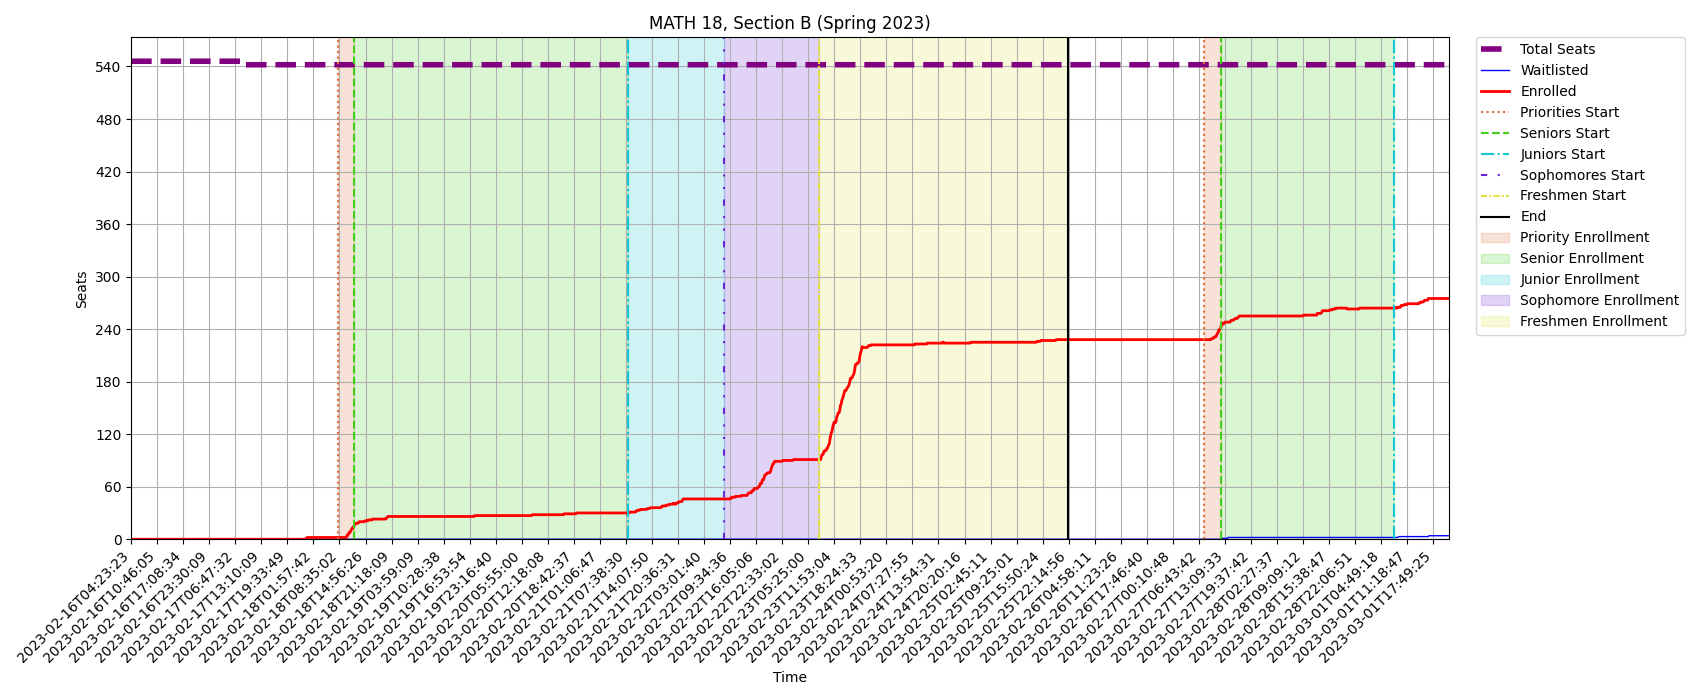 MATH 18, Section B (Spring 2023)
Seats
540
480
420
360
300
240
180
120
60
0
2023-02-16T04:23:23
2023-02-16T10:46:05
2023-02-16T17:08:34
2023-02-16T23:30:09
2023-02-17T06:47:32
2023-02-17T13:10:09
2023-02-17T19:33:49
2023-02-18T01:57:42
2023-02-18T08:35:02
2023-02-18T14:56:26
2023-02-18T21:18:09
2023-02-19T03:59:09
2023-02-19T10:28:38
2023-02-19T16:53:54
2023-02-19T23:16:40
2023-02-20T05:55:00
2023-02-20T12:18:08
2023-02-20T18:42:37
2023-02-21T01:06:47
2023-02-21T07:38:30
2023-02-21T14:07:50
2023-02-21T20:36:31
2023-02-22T03:01:40
2023-02-22T09:34:36
2023-02-22T16:05:06
2023-02-22T22:33:02
2023-02-23T05:25:00
2023-02-23T11:53:04
2023-02-23T18:24:33
2023-02-24T00:53:20
2023-02-24T07:27:55
2023-02-24T13:54:31
2023-02-24T20:20:16
2023-02-25T02:45:11
2023-02-25T09:25:01
2023-02-25T15:50:24
2023-02-25T22:14:56
2023-02-26T04:58:11
2023-02-26T11:23:26
2023-02-26T17:46:40
2023-02-27T00:10:48
2023-02-27T06:43:42
2023-02-27T13:09:33
2023-02-27T19:37:42
2023-02-28T02:27:37
2023-02-28T09:09:12
2023-02-28T15:38:47
2023-02-28T22:06:51
2023-03-01T04:49:18
2023-03-01T11:18:47
2023-03-01T17:49:25
Time
Total Seats
Waitlisted
Enrolled
Priorities Start
Seniors Start
Juniors Start
Sophomores Start
Freshmen Start
End
Priority Enrollment
Senior Enrollment
Junior Enrollment
Sophomore Enrollment
Freshmen Enrollment